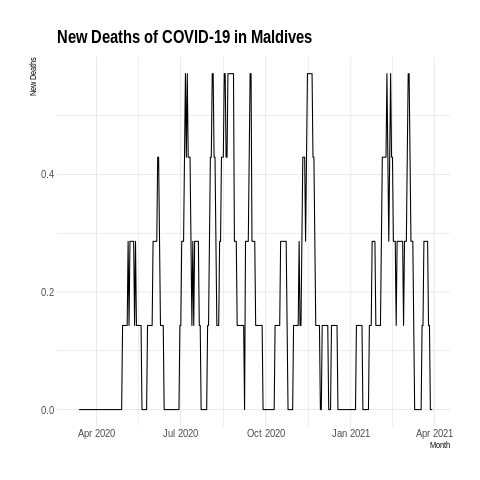 New Deaths of COVID-19 in Maldives
New Deaths
0.4
0.2
0.0
Apr 2020 Jul 2020 Oct 2020 Jan 2021 Apr 2021
Month